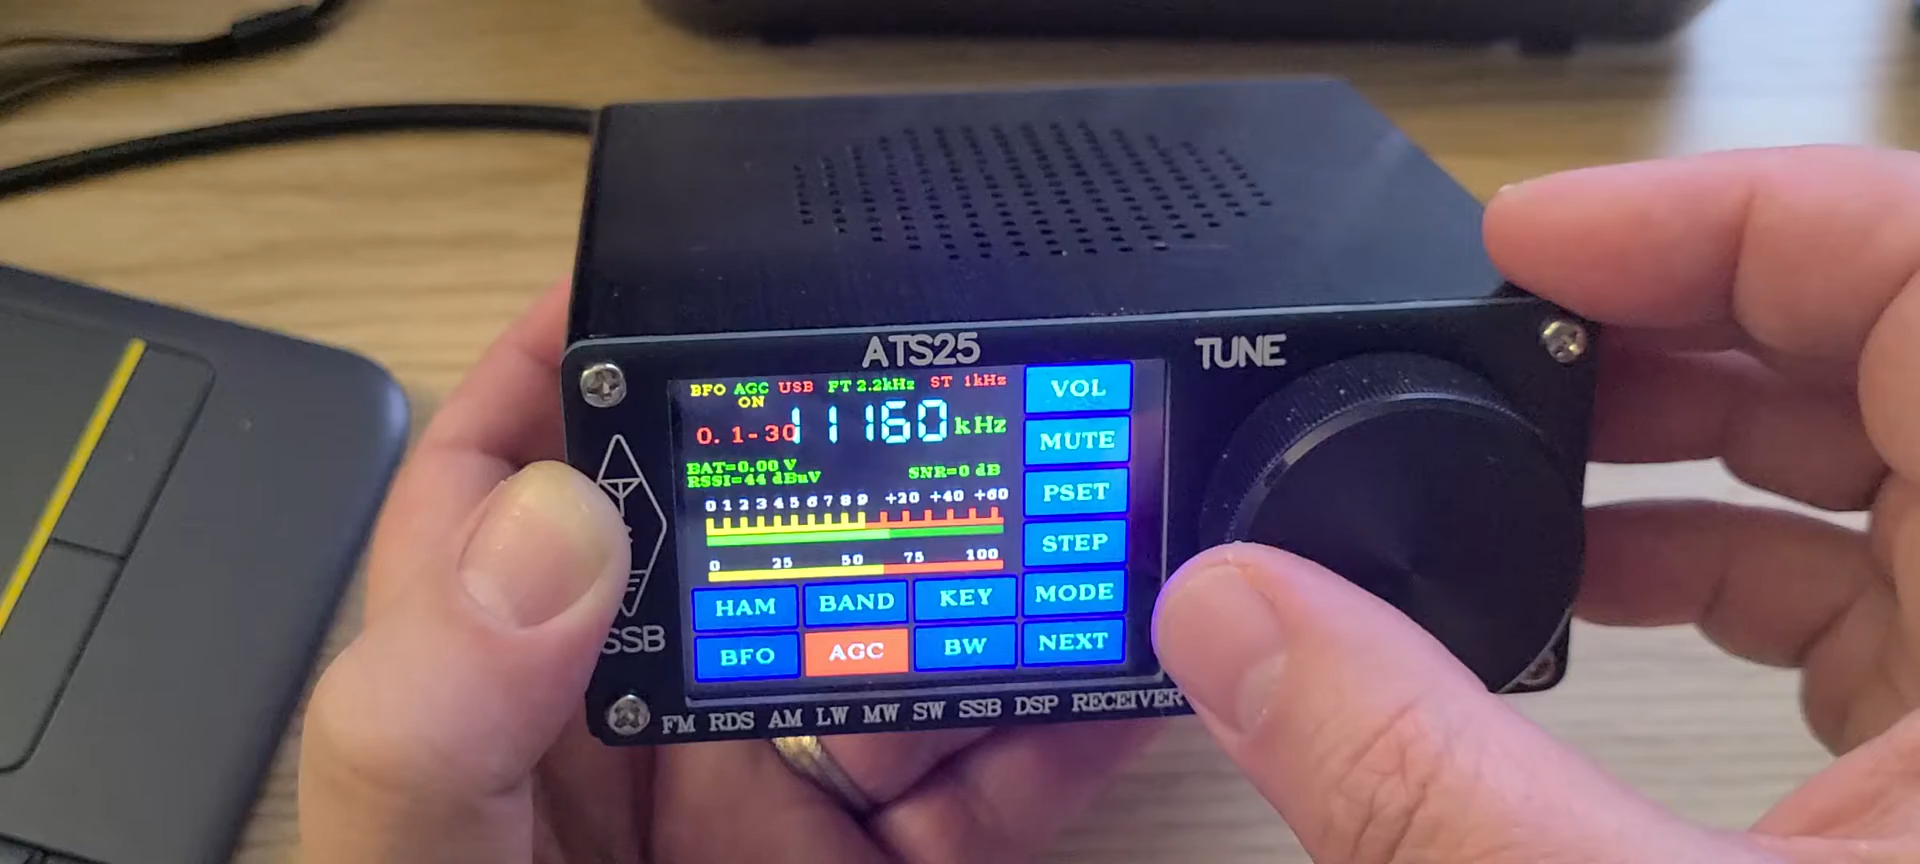 ATS25
TUNE
BFO AGC USB FT 2.2kHz ST 1kHz
ON
0.1-30 11160 kHz
BAT=0.00 V
SNR=0 dB
RSSI=44 dBuV
0 1 2 3 4 5 6 7 8 9 +20 +40 +60
0 25 50 75 100
VOL
MUTE
PSET
STEP
HAM BAND KEY MODE
BFO AGC BW NEXT
SSB
FM RDS AM LW MW SW SSB DSP RECEIVER